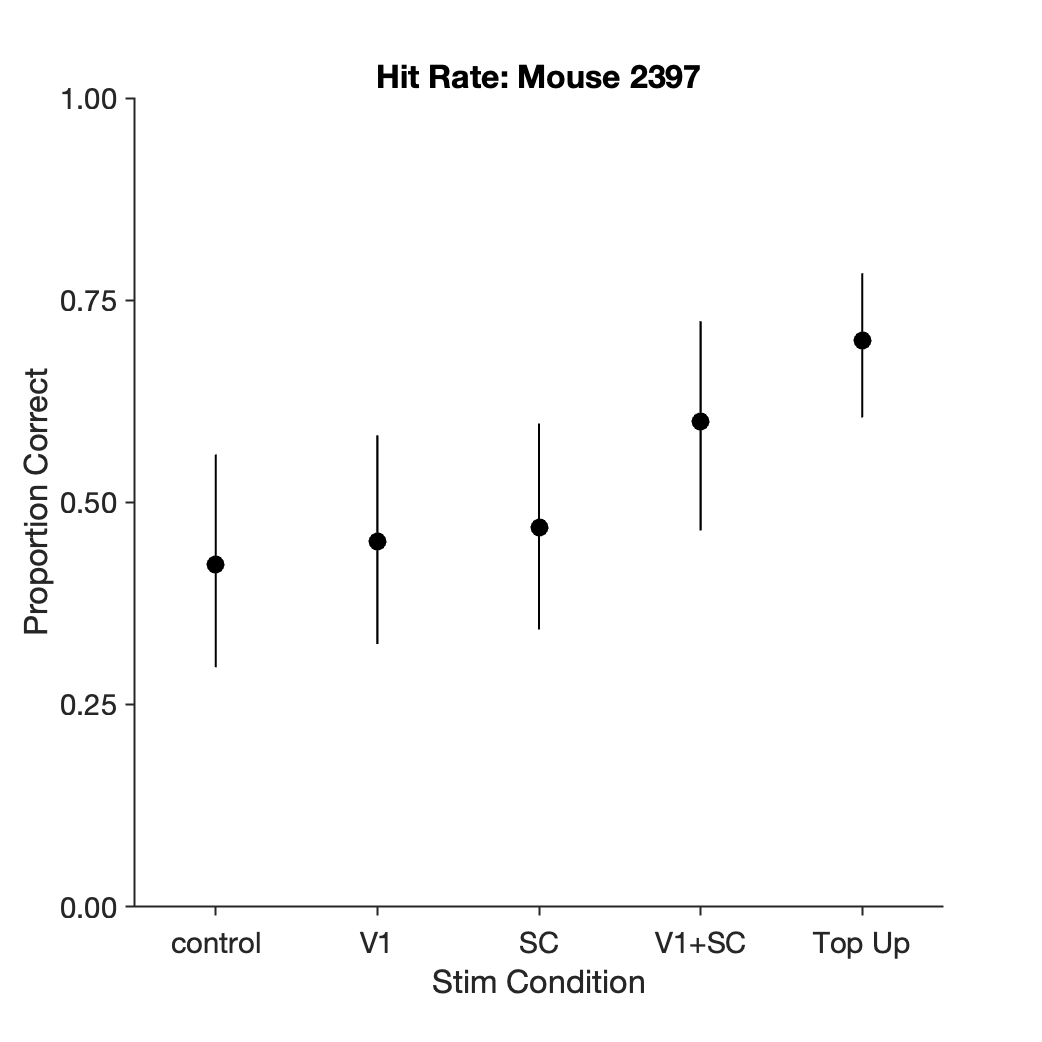 Hit Rate: Mouse 2397
1.00
0.75
0.50
0.25
0.00
Proportion Correct
control V1 SC V1+SC Top Up
Stim Condition